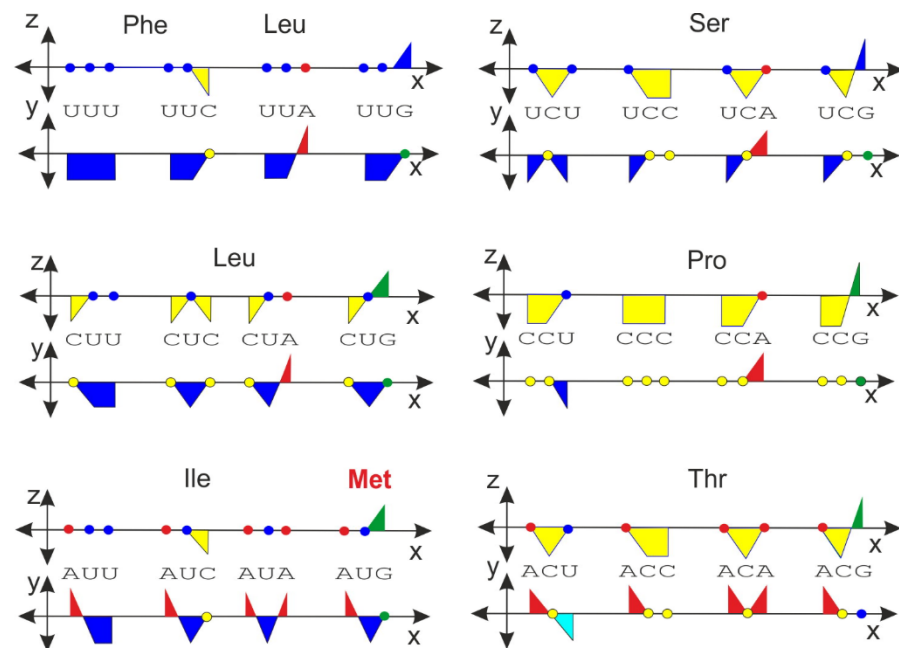 z Phe Leu
x
UUU UUC UUA UUG
y
x
z Ser
x
UCU UCC UCA UCG
y
x
z Leu
x
CUU CUC CUA CUG
y
x
z Pro
x
CCU CCC CCA CCG
y
x
z Ile Met
x
AUU AUC AUA AUG
y
x
z Thr
x
ACU ACC ACA ACG
y
x